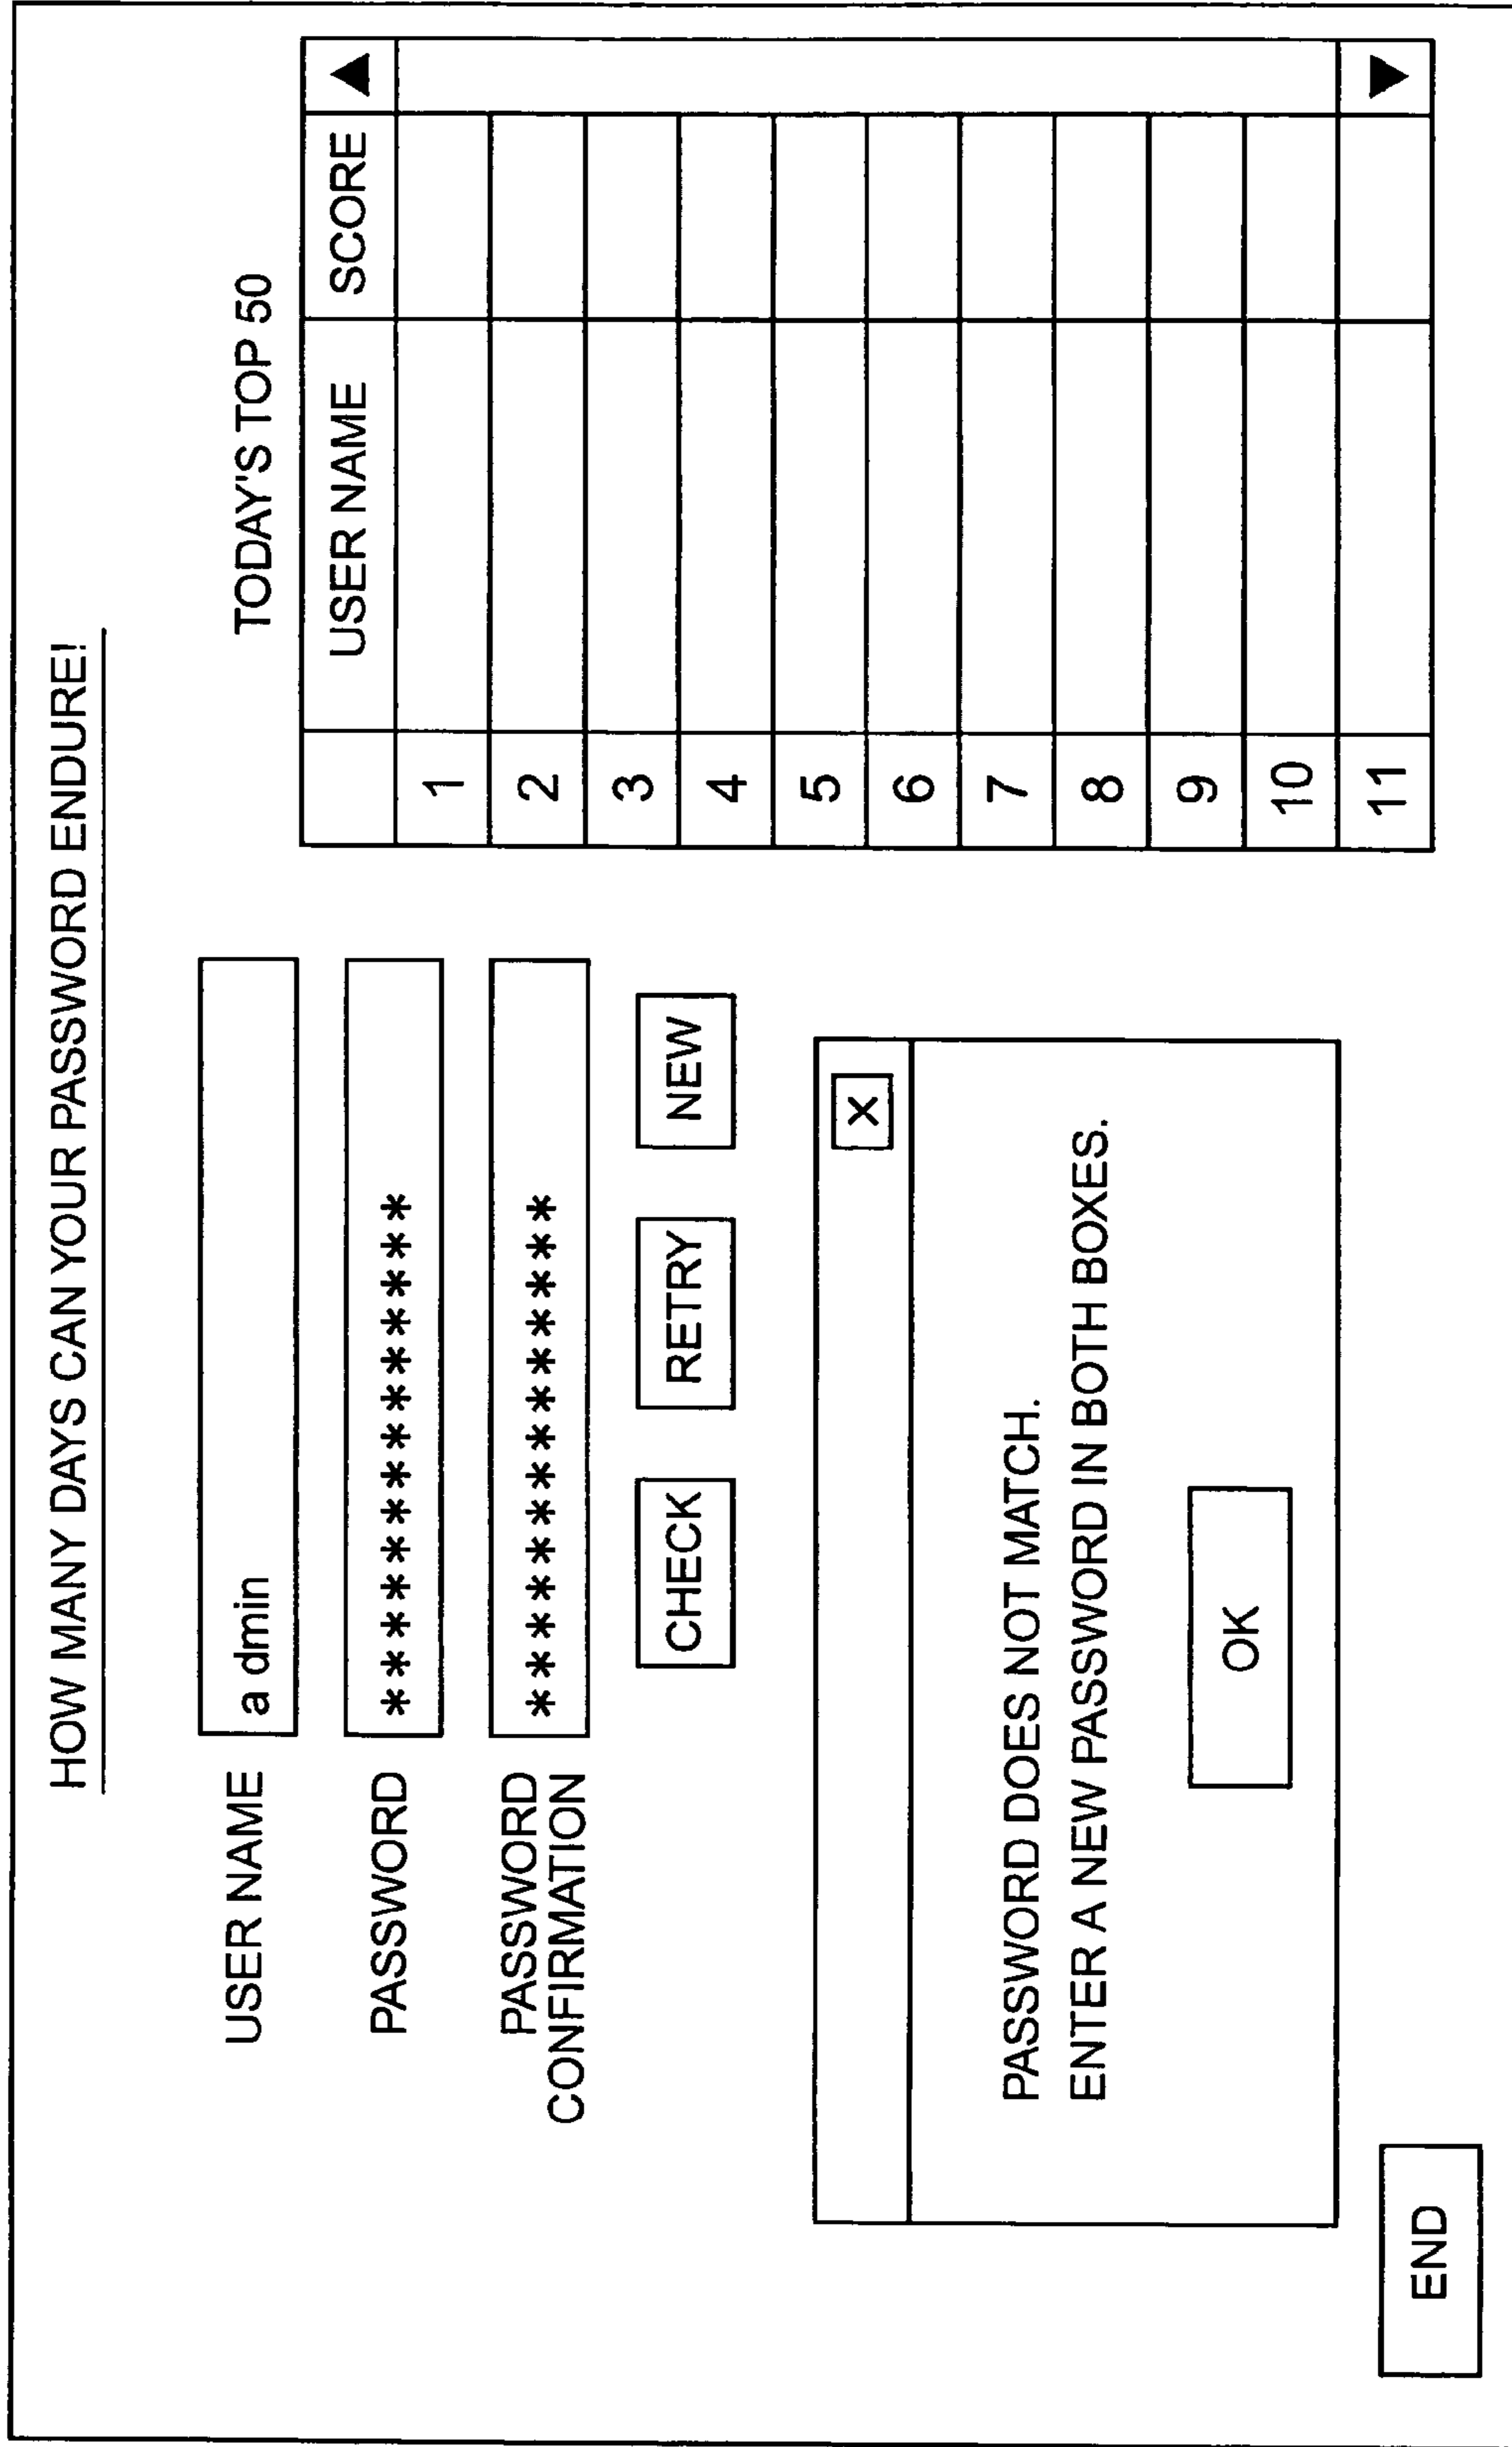 HOW MANY DAYS CAN YOUR PASSWORD ENDURE!
USER NAME a dmin
PASSWORD **************
PASSWORD
CONFIRMATION **************
CHECK RETRY NEW
X
PASSWORD DOES NOT MATCH.
ENTER A NEW PASSWORD IN BOTH BOXES.
OK
END
TODAY'S TOP 50
USER NAME SCORE ▲
1
2
3
4
5
6
7
8
9
10
11 ▼